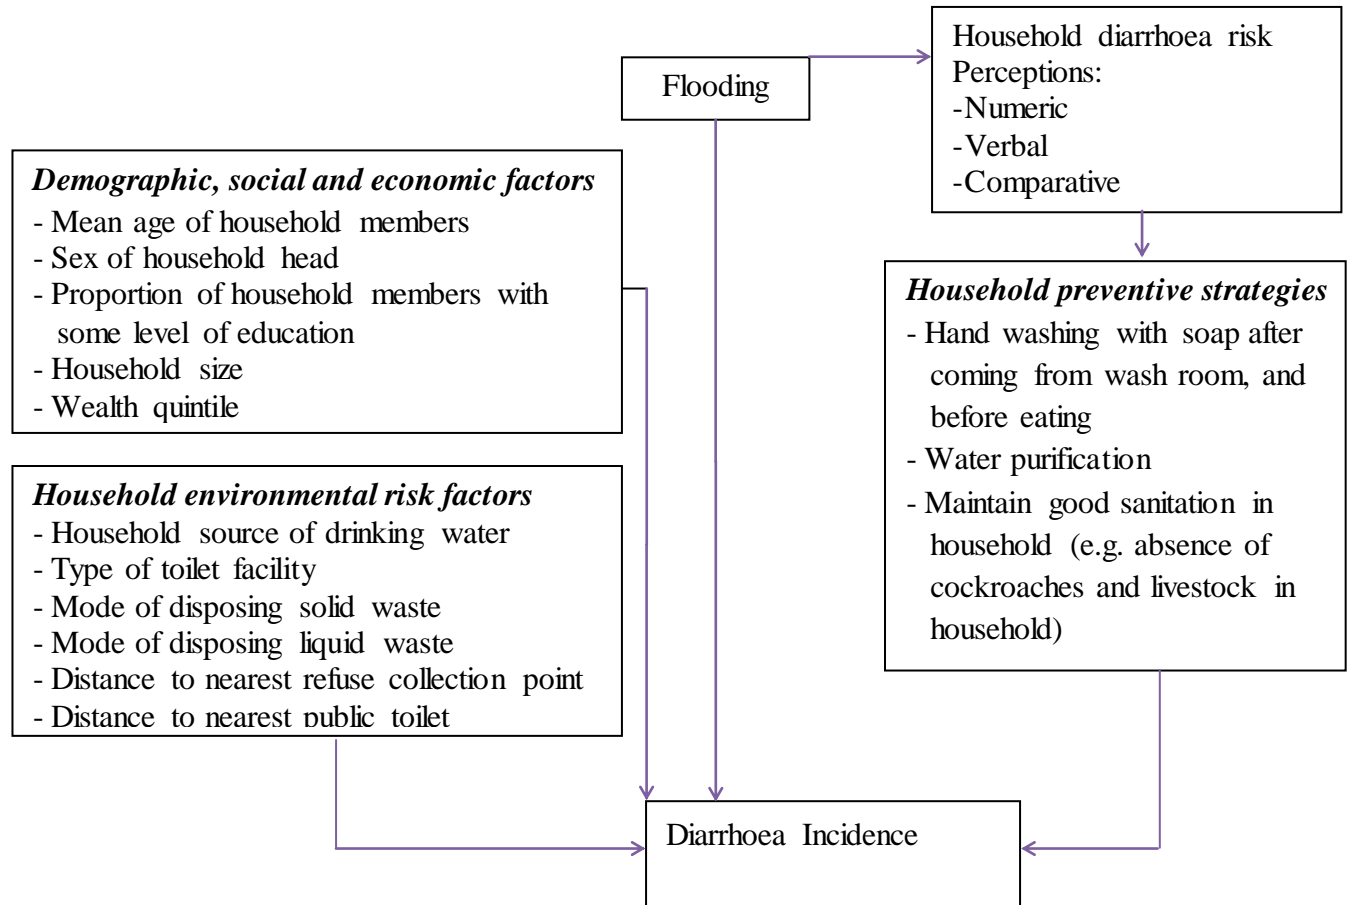 Flooding
Household diarrhoea risk
Perceptions:
-Numeric
-Verbal
-Comparative
Demographic, social and economic factors
- Mean age of household members
- Sex of household head
- Proportion of household members with
some level of education
- Household size
- Wealth quintile
Household preventive strategies
- Hand washing with soap after
coming from wash room, and
before eating
- Water purification
- Maintain good sanitation in
household (e.g. absence of
cockroaches and livestock in
household)
Household environmental risk factors
- Household source of drinking water
- Type of toilet facility
- Mode of disposing solid waste
- Mode of disposing liquid waste
- Distance to nearest refuse collection point
- Distance to nearest public toilet
Diarrhoea Incidence